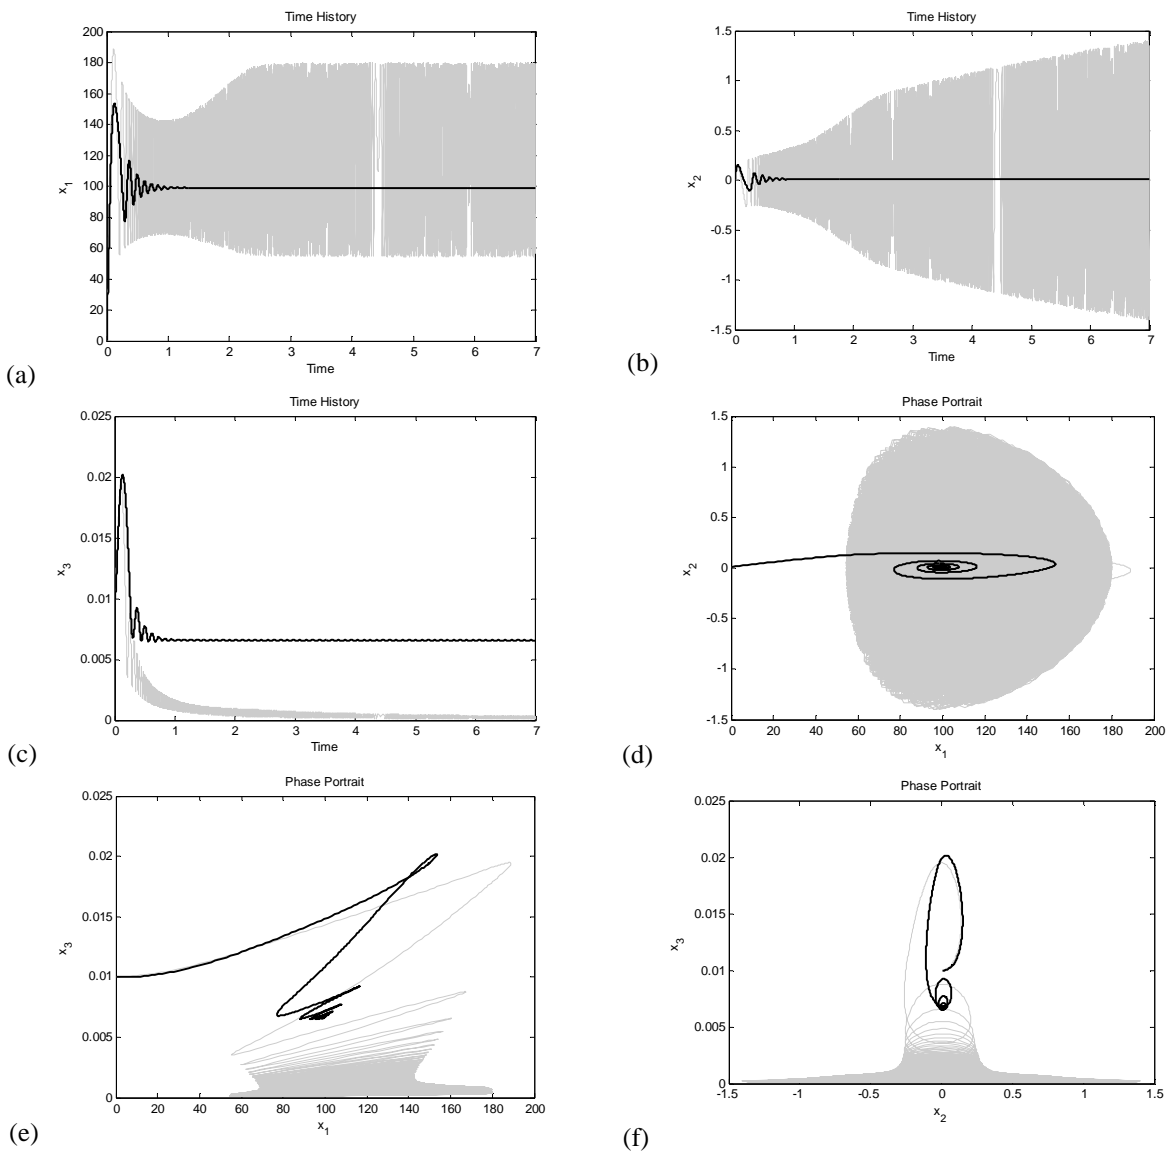 Time History
200
180
160
140
120
100
80
60
40
20
0
x1
0 1 2 3 4 5 6 7
Time
(a)
Time History
1.5
1
0.5
0
-0.5
-1
-1.5
x2
0 1 2 3 4 5 6 7
Time
(b)
Time History
0.025
0.02
0.015
0.01
0.005
0
x3
0 1 2 3 4 5 6 7
Time
(c)
Phase Portrait
1.5
1
0.5
0
-0.5
-1
-1.5
x2
0 20 40 60 80 100 120 140 160 180 200
x1
(d)
Phase Portrait
0.025
0.02
0.015
0.01
0.005
0
x3
0 20 40 60 80 100 120 140 160 180 200
x1
(e)
Phase Portrait
0.025
0.02
0.015
0.01
0.005
0
x3
-1.5 -1 -0.5 0 0.5 1 1.5
x2
(f)